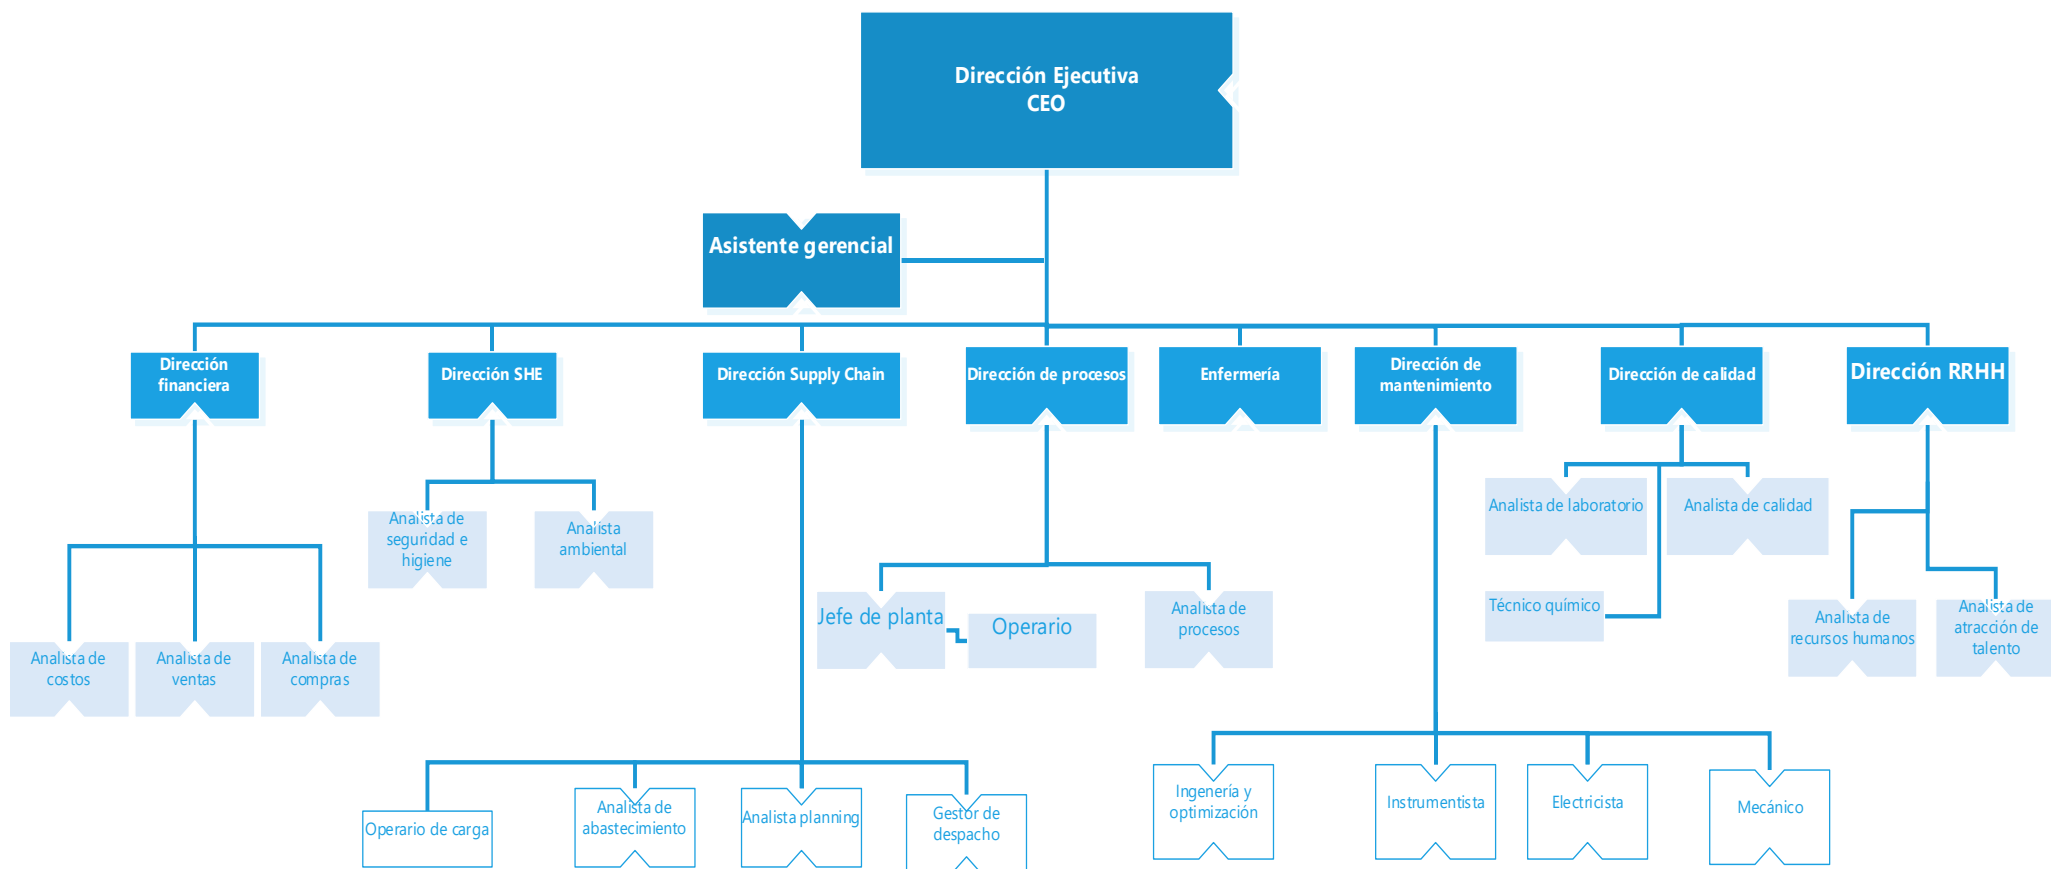 Dirección Ejecutiva
CEO
Asistente gerencial
Dirección
financiera
Dirección SHE
Dirección Supply Chain
Dirección de procesos
Enfermería
Dirección de
mantenimiento
Dirección de calidad
Dirección RRHH
Analista de
seguridad e
higiene
Analista
ambiental
Analista de laboratorio
Analista de calidad
Técnico químico
Jefe de planta
Operario
Analista de
procesos
Analista de
recursos humanos
Analista de
atracción de
talento
Analista de
costos
Analista de
ventas
Analista de
compras
Operario de carga
Analista de
abastecimiento
Analista planning
Gestor de
despacho
Ingenería y
optimización
Instrumentista
Electricista
Mecánico